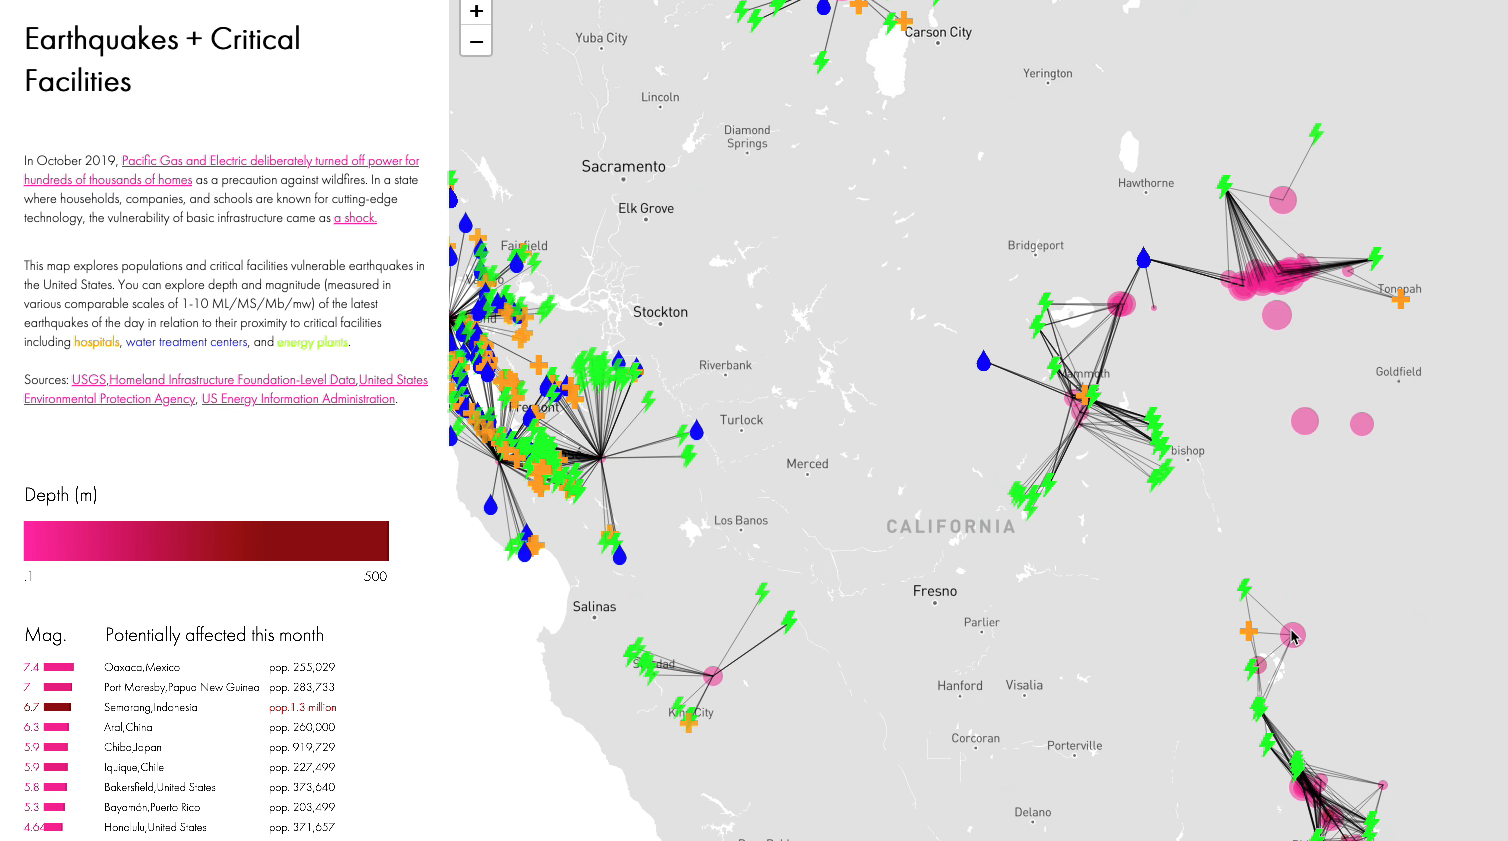 Earthquakes + Critical
Facilities
In October 2019, Pacific Gas and Electric deliberately turned off power for
hundreds of thousands of homes as a precaution against wildfires. In a state
where households, companies, and schools are known for cutting-edge
technology, the vulnerability of basic infrastructure came as a shock.
This map explores populations and critical facilities vulnerable earthquakes in
the United States. You can explore depth and magnitude (measured in
various comparable scales of 1-10 ML/MS/Mb/mw) of the latest
earthquakes of the day in relation to their proximity to critical facilities
including hospitals, water treatment centers, and energy plants.
Sources: USGS,Homeland Infrastructure Foundation-Level Data,United States
Environmental Protection Agency, US Energy Information Administration.
Depth (m)
.1 500
Mag. Potentially affected this month
7.4 Oaxaca,Mexico pop. 255,029
7 Port Moresby,Papua New Guinea pop. 283,733
6.7 Semarang,Indonesia pop.1.3 million
6.3 Aral,China pop. 260,000
5.9 Chiba,Japan pop. 919,729
5.9 Iquique,Chile pop. 227,499
5.8 Bakersfield,United States pop. 373,640
5.3 Bayamón,Puerto Rico pop. 203,499
4.64 Honolulu,United States pop. 371,657
+
−
Yuba City
Carson City
Yerington
Lincoln
Diamond
Springs
Sacramento
Hawthorne
Elk Grove
Fairfield
Bridgeport
Tonopah
Stockton
Riverbank
Mammoth
Goldfield
Fremont
Turlock
bishop
Merced
Los Banos
CALIFORNIA
Fresno
Salinas
Parlier
Soledad
Hanford
Visalia
King City
Corcoran
Porterville
Delano